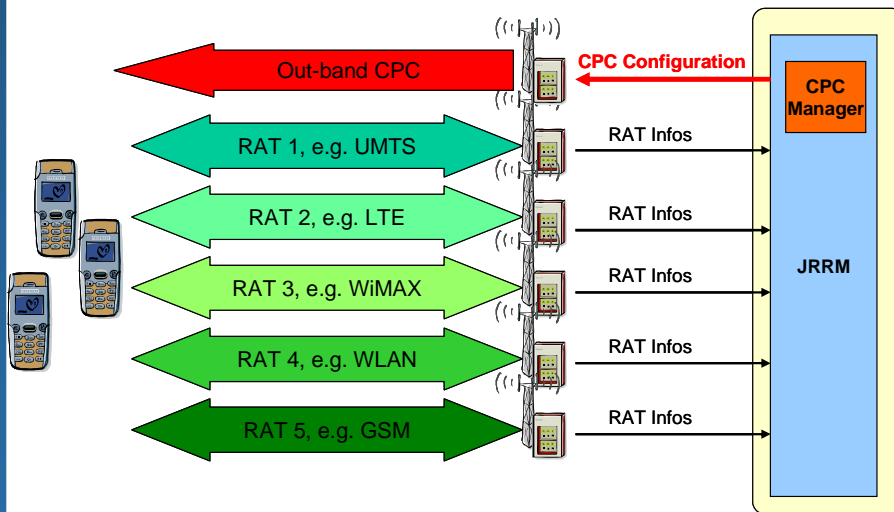 Out-band CPC
CPC Configuration
CPC
Manager
RAT 1, e.g. UMTS
RAT Infos
RAT 2, e.g. LTE
RAT Infos
JRRM
RAT 3, e.g. WiMAX
RAT Infos
RAT 4, e.g. WLAN
RAT Infos
RAT 5, e.g. GSM
RAT Infos